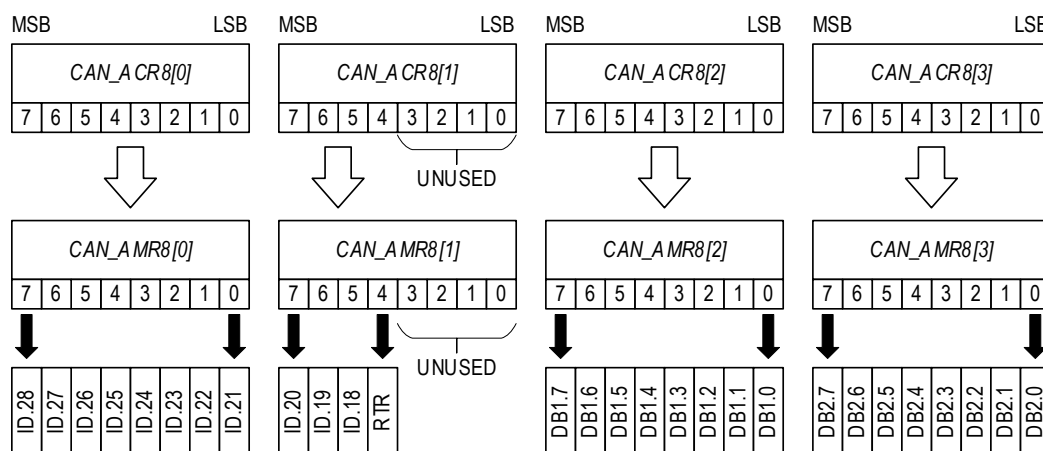 MSB LSB MSB LSB MSB LSB MSB LSB
CAN_ACR8[0] CAN_ACR8[1] CAN_ACR8[2] CAN_ACR8[3]
7 6 5 4 3 2 1 0 7 6 5 4 3 2 1 0 7 6 5 4 3 2 1 0 7 6 5 4 3 2 1 0
UNUSED
CAN_AMR8[0] CAN_AMR8[1] CAN_AMR8[2] CAN_AMR8[3]
7 6 5 4 3 2 1 0 7 6 5 4 3 2 1 0 7 6 5 4 3 2 1 0 7 6 5 4 3 2 1 0
UNUSED
ID.28 ID.27 ID.26 ID.25 ID.24 ID.23 ID.22 ID.21 ID.20 ID.19 ID.18 RTR DB1.7 DB1.6 DB1.5 DB1.4 DB1.3 DB1.2 DB1.1 DB1.0 DB2.7 DB2.6 DB2.5 DB2.4 DB2.3 DB2.2 DB2.1 DB2.0